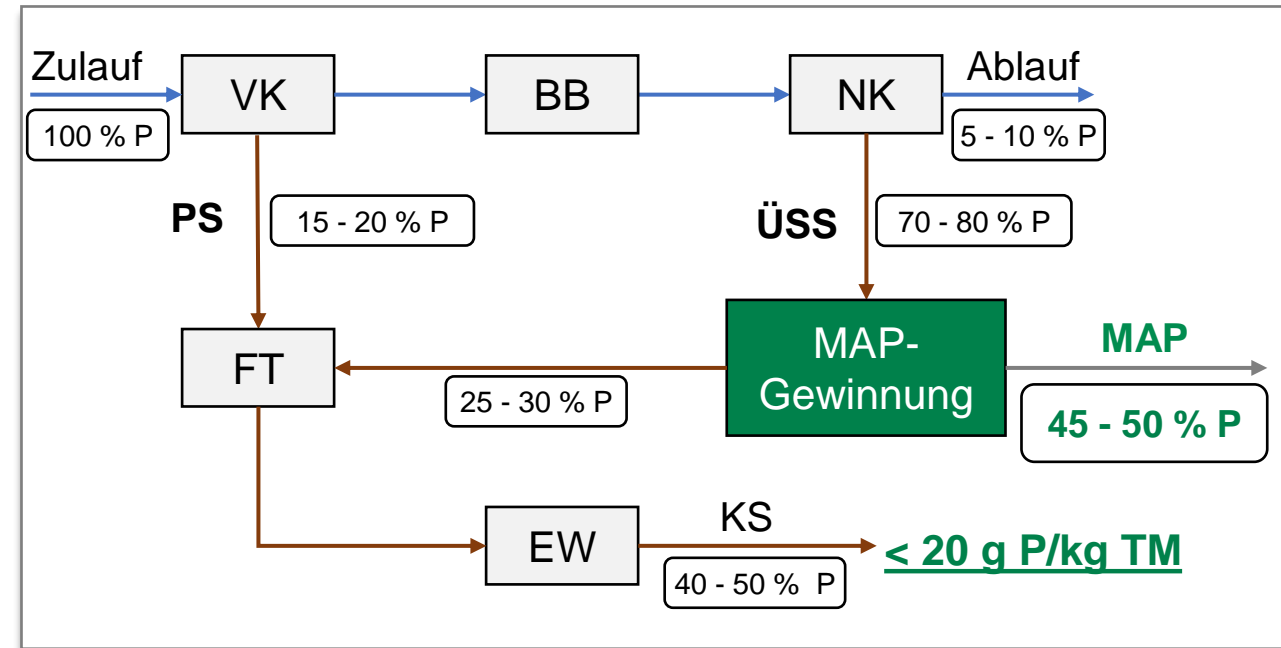 Zulauf
VK
BB
NK
Ablauf
100 % P
5 - 10 % P
PS
15 - 20 % P
ÜSS
70 - 80 % P
FT
MAP-
Gewinnung
MAP
25 - 30 % P
45 - 50 % P
EW
KS
< 20 g P/kg TM
40 - 50 % P